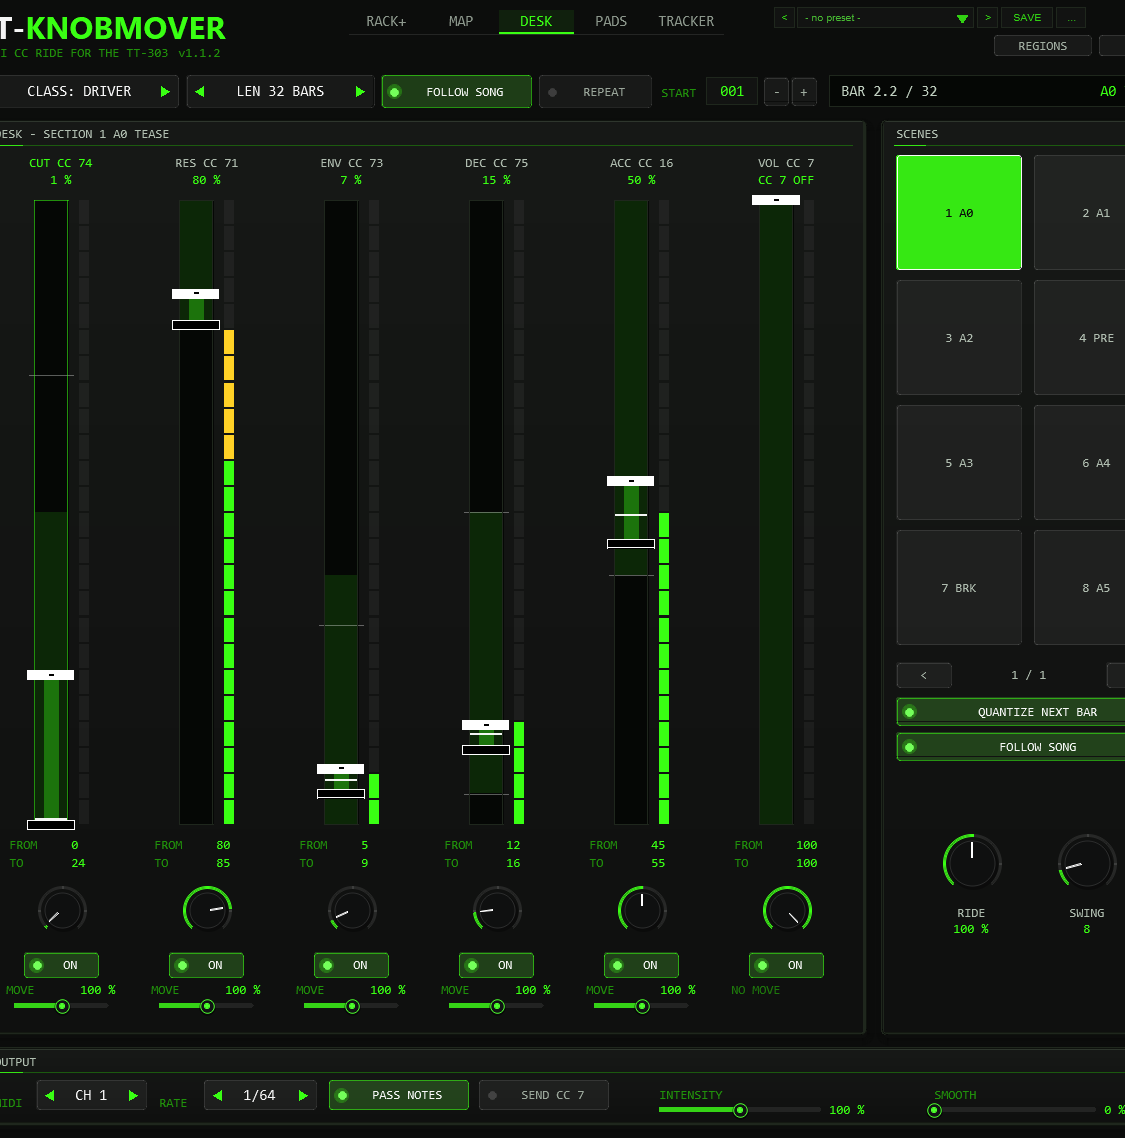 T-KNOBMOVER
I CC RIDE FOR THE TT-303 v1.1.2
RACK+ MAP DESK PADS TRACKER
< - no preset - > SAVE ...
REGIONS
CLASS: DRIVER LEN 32 BARS FOLLOW SONG REPEAT START 001 - + BAR 2.2 / 32 A0
DESK - SECTION 1 A0 TEASE
CUT CC 74 RES CC 71 ENV CC 73 DEC CC 75 ACC CC 16 VOL CC 7
1 % 80 % 7 % 15 % 50 % CC 7 OFF
FROM 0 FROM 80 FROM 5 FROM 12 FROM 45 FROM 100
TO 24 TO 85 TO 9 TO 16 TO 55 TO 100
ON ON ON ON ON ON
MOVE 100 % MOVE 100 % MOVE 100 % MOVE 100 % MOVE 100 % NO MOVE
SCENES
1 A0 2 A1
3 A2 4 PRE
5 A3 6 A4
7 BRK 8 A5
< 1 / 1
QUANTIZE NEXT BAR
FOLLOW SONG
RIDE SWING
100 % 8
OUTPUT
MIDI CH 1 RATE 1/64 PASS NOTES SEND CC 7 INTENSITY 100 % SMOOTH 0 %